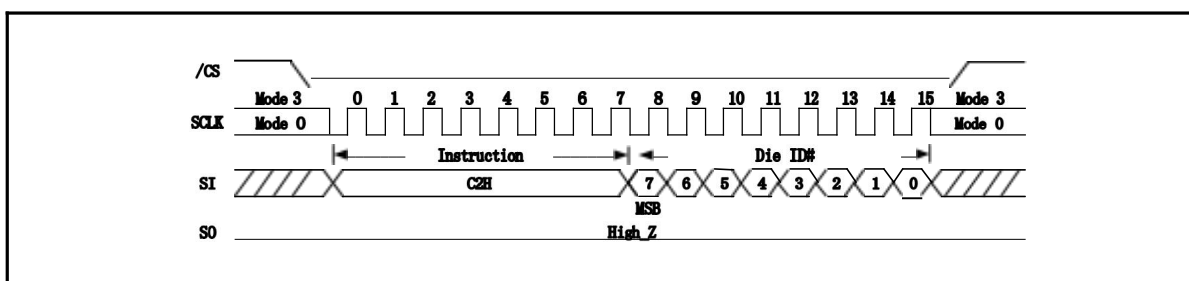 /CS
Mode 3 0 1 2 3 4 5 6 7 8 9 10 11 12 13 14 15 Mode 3
SCLK Mode 0 Mode 0
Instruction Die ID#
SI C2H 7 6 5 4 3 2 1 0
MSB
SO High_Z